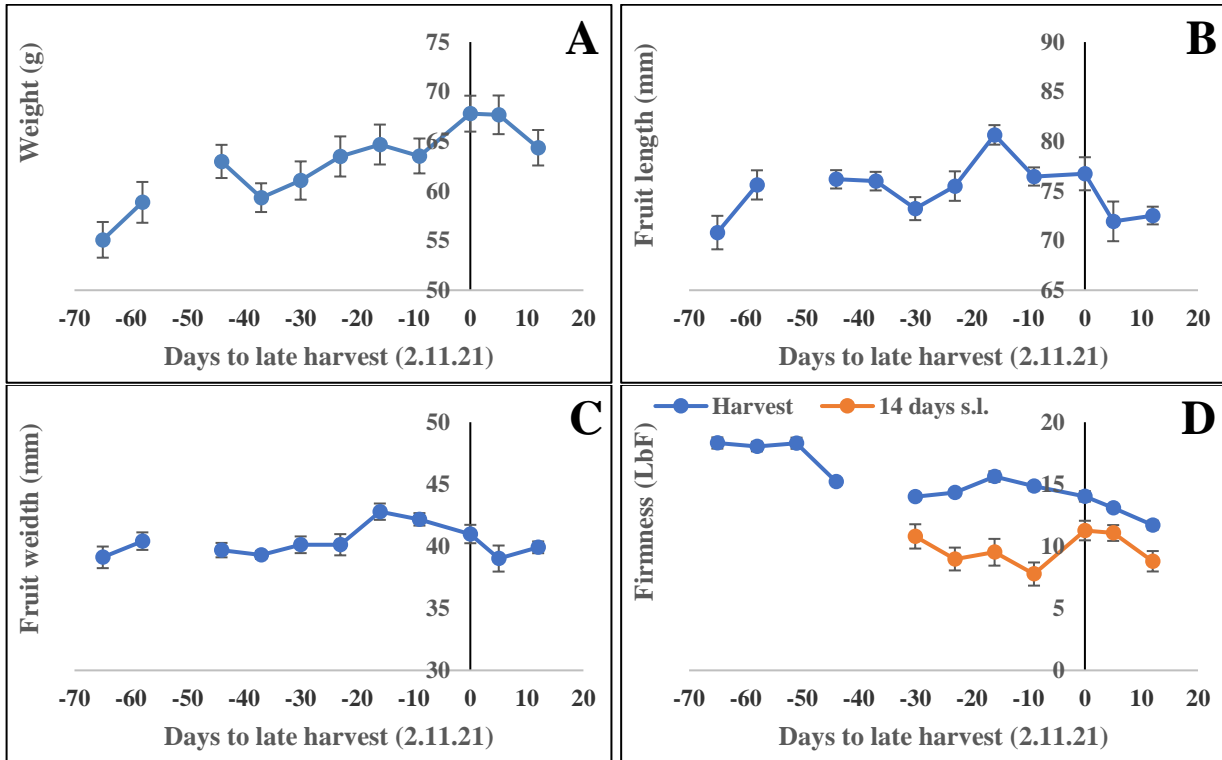 A
Weight (g)
75
70
65
60
55
50
-70 -60 -50 -40 -30 -20 -10 0 10 20
Days to late harvest (2.11.21)
B
Fruit length (mm)
90
85
80
75
70
65
-70 -60 -50 -40 -30 -20 -10 0 10 20
Days to late harvest (2.11.21)
C
Fruit weidth (mm)
50
45
40
35
30
-70 -60 -50 -40 -30 -20 -10 0 10 20
Days to late harvest (2.11.21)
Harvest 14 days s.l.
D
Firmness (LbF)
20
15
10
5
0
-70 -60 -50 -40 -30 -20 -10 0 10 20
Days to late harvest (2.11.21)